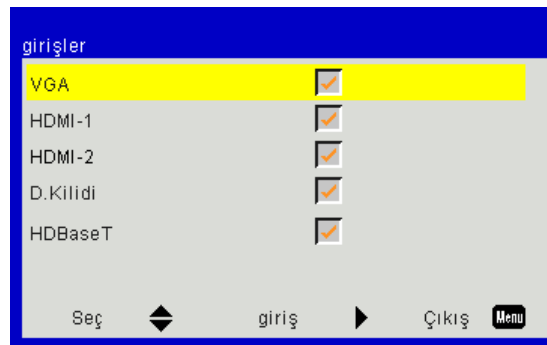 girişler
VGA
HDMI-1
HDMI-2
D.Kilidi
HDBaseT
Seç giriş Çıkış Menu